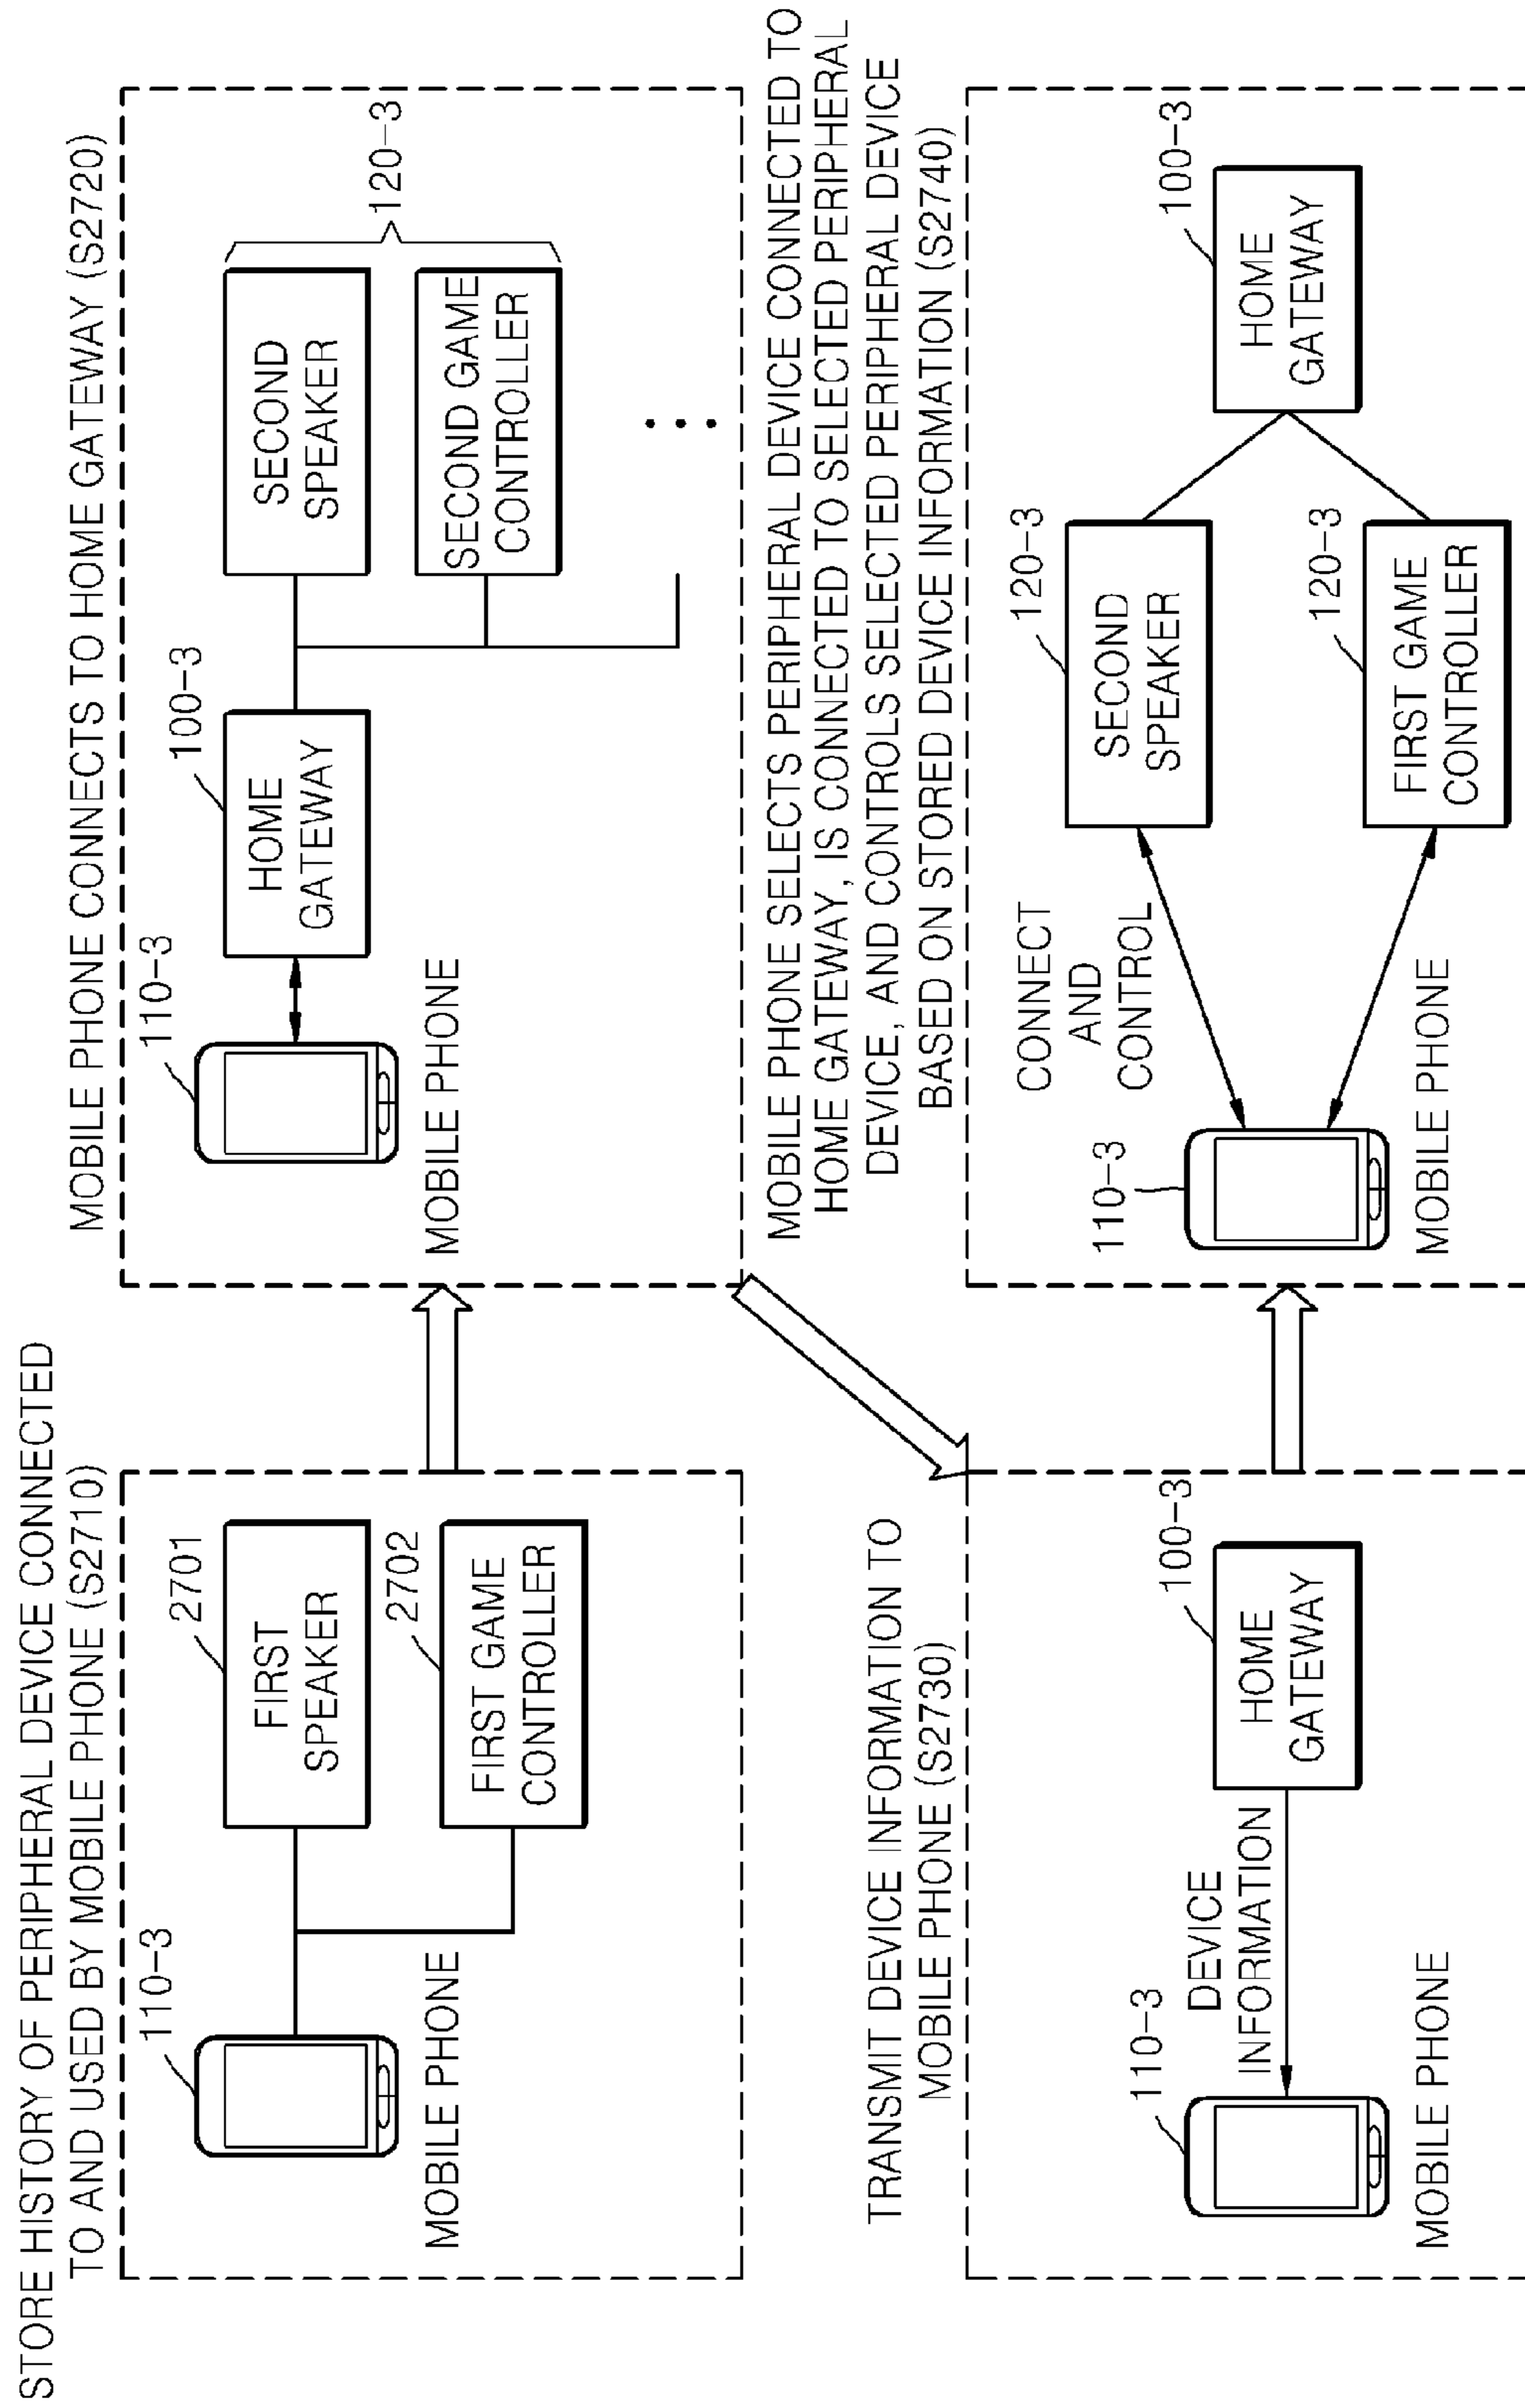 STORE HISTORY OF PERIPHERAL DEVICE CONNECTED
TO AND USED BY MOBILE PHONE (S2710)
110-3
MOBILE PHONE
2701
FIRST
SPEAKER
2702
FIRST GAME
CONTROLLER
MOBILE PHONE CONNECTS TO HOME GATEWAY (S2720)
110-3
MOBILE PHONE
100-3
HOME
GATEWAY
SECOND
SPEAKER
SECOND GAME
CONTROLLER
120-3
TRANSMIT DEVICE INFORMATION TO
MOBILE PHONE (S2730)
110-3
MOBILE PHONE
DEVICE
INFORMATION
100-3
HOME
GATEWAY
MOBILE PHONE SELECTS PERIPHERAL DEVICE CONNECTED TO
HOME GATEWAY, IS CONNECTED TO SELECTED PERIPHERAL
DEVICE, AND CONTROLS SELECTED PERIPHERAL DEVICE
BASED ON STORED DEVICE INFORMATION (S2740)
110-3
MOBILE PHONE
CONNECT
AND
CONTROL
120-3
SECOND
SPEAKER
120-3
FIRST GAME
CONTROLLER
100-3
HOME
GATEWAY